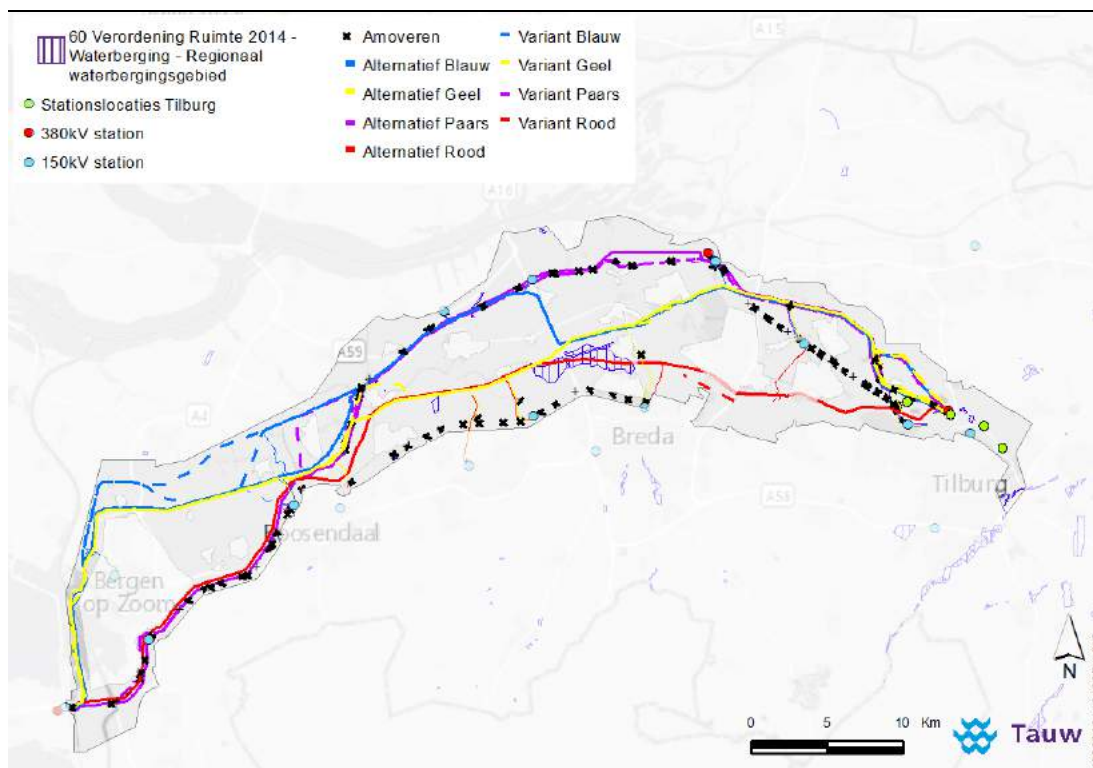 60 Verordening Ruimte 2014 -
Waterberging - Regionaal
waterbergingsgebied
Stationslocaties Tilburg
380kV station
150kV station
Amoveren
Alternatief Blauw
Alternatief Geel
Alternatief Paars
Alternatief Rood
Variant Blauw
Variant Geel
Variant Paars
Variant Rood
A15
A16
A59
A4
Breda
A58
Tilburg
Roosendaal
Bergen
op Zoom
N
0 5 10 Km
Tauw